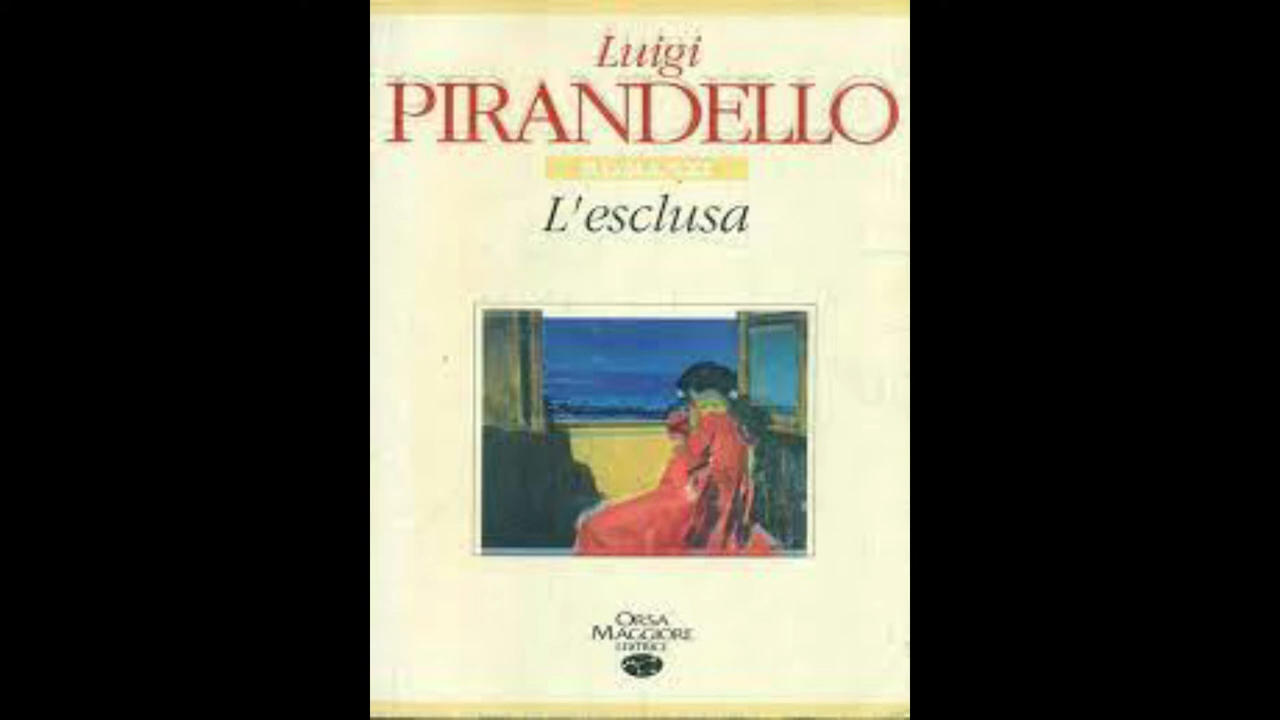 Luigi
PIRANDELLO
L'esclusa
ORSA
MAGGIORE
EDITRICE